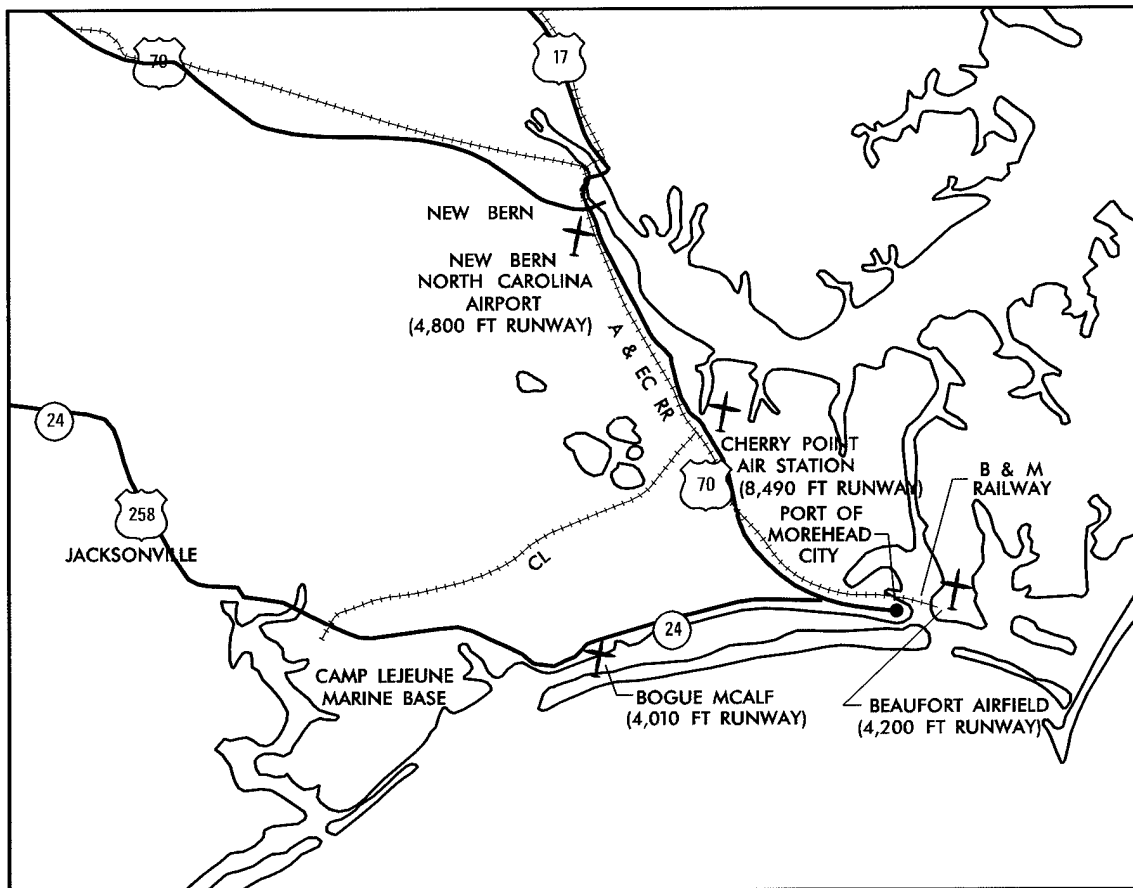 70
17
NEW BERN
NEW BERN
NORTH CAROLINA
AIRPORT
(4,800 FT RUNWAY)
A & EC RR
24
CHERRY POINT
AIR STATION
(8,490 FT RUNWAY)
70
B & M
RAILWAY
PORT OF
MOREHEAD
CITY
258
JACKSONVILLE
CL
24
CAMP LEJEUNE
MARINE BASE
BOGUE MCALF
(4,010 FT RUNWAY)
BEAUFORT AIRFIELD
(4,200 FT RUNWAY)